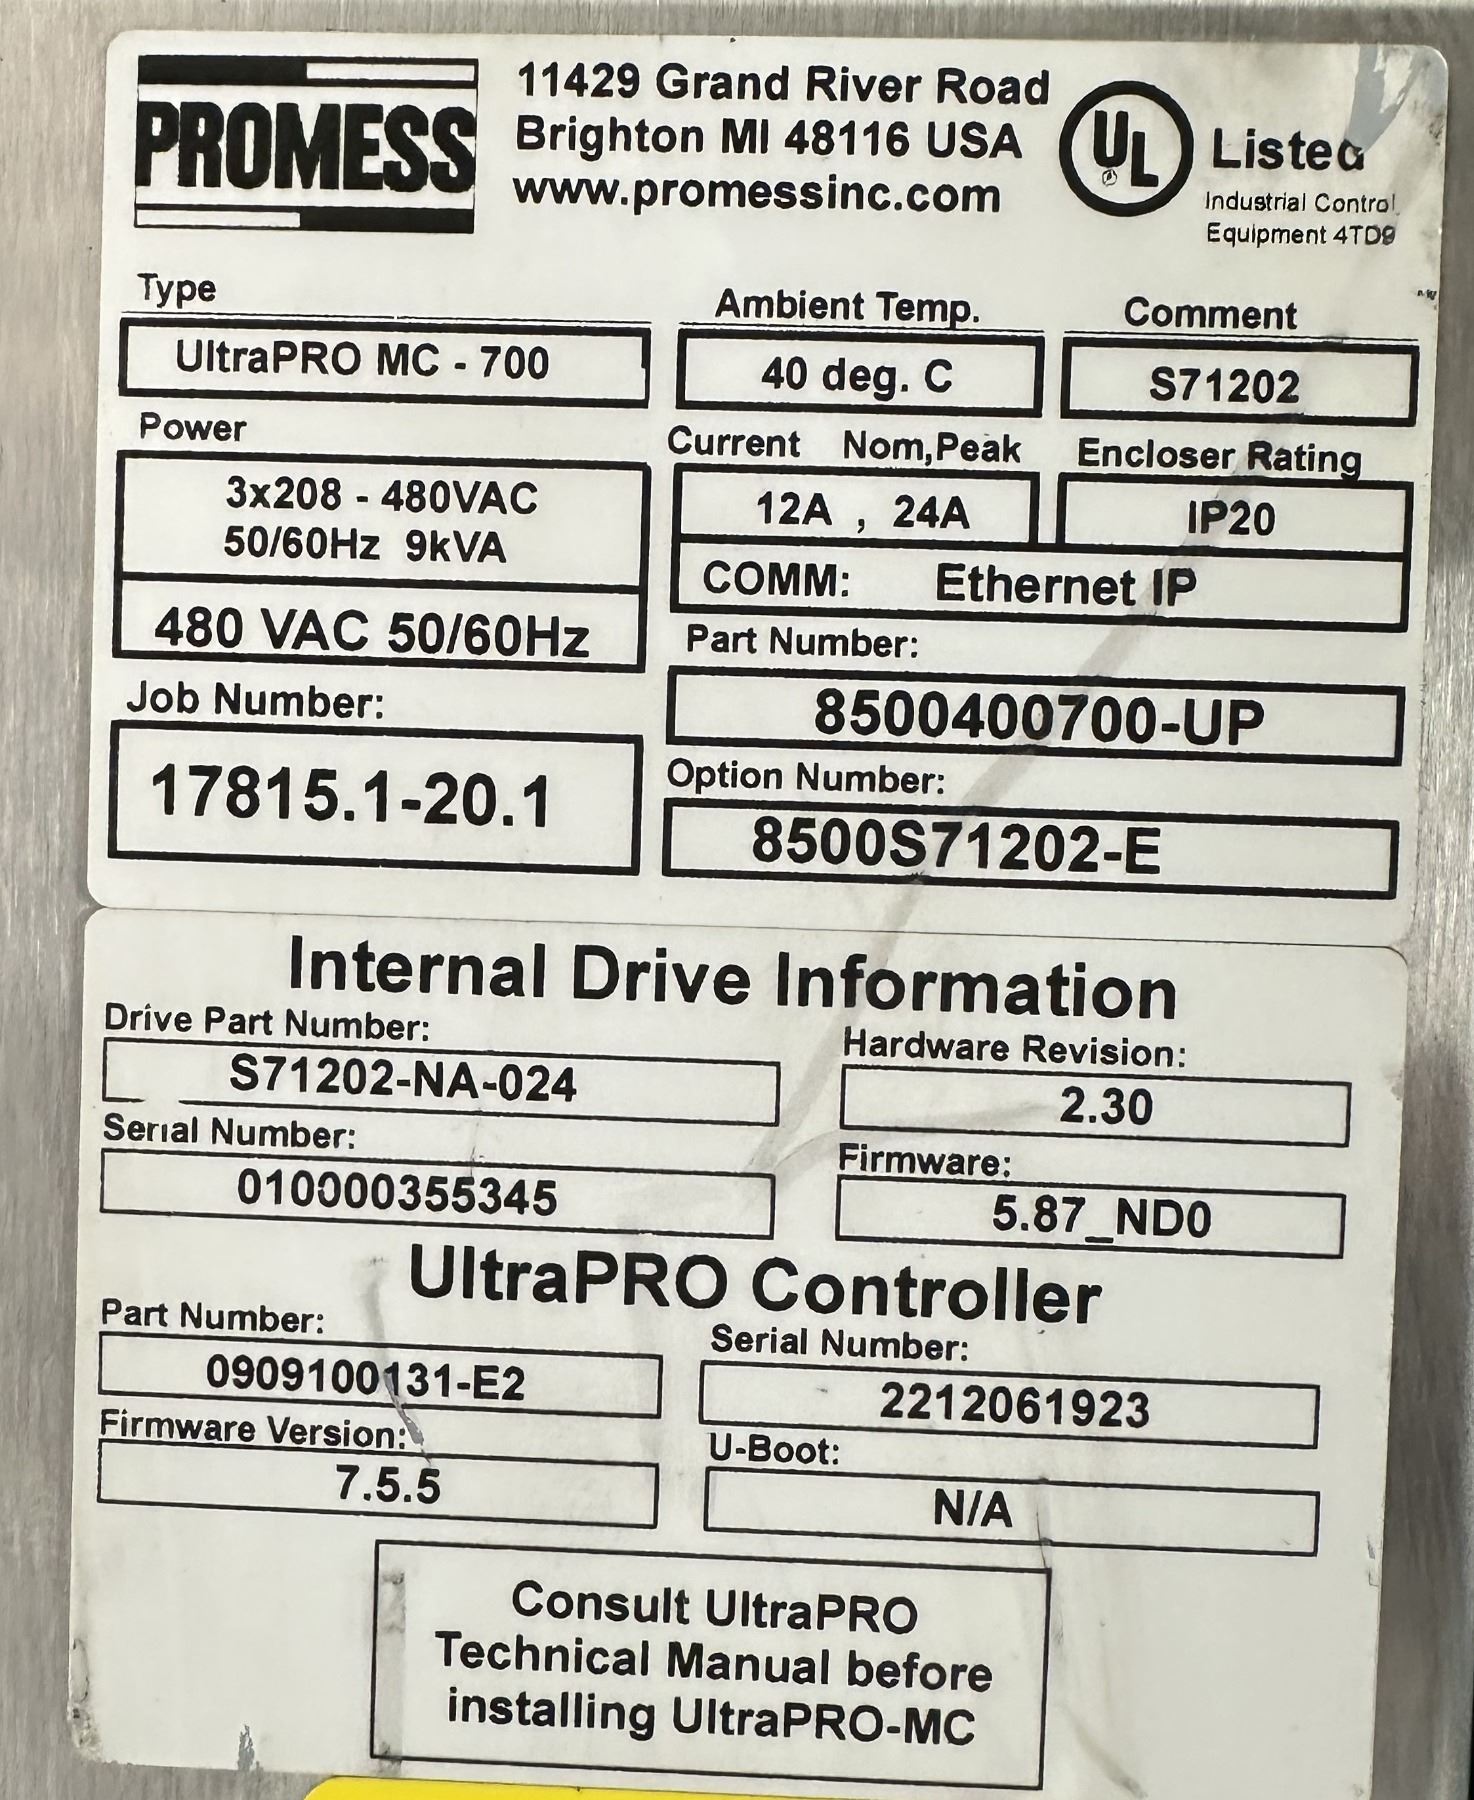 PROMESS
11429 Grand River Road
Brighton MI 48116 USA
www.promessinc.com
UL Listed
Industrial Control
Equipment 4TD9
Type
UltraPRO MC - 700
Ambient Temp.
40 deg. C
Comment
S71202
Power
3x208 - 480VAC
50/60Hz 9kVA
480 VAC 50/60Hz
Current Nom,Peak
12A , 24A
Encloser Rating
IP20
COMM: Ethernet IP
Job Number:
17815.1-20.1
Part Number:
8500400700-UP
Option Number:
8500S71202-E
Internal Drive Information
Drive Part Number:
S71202-NA-024
Hardware Revision:
2.30
Serial Number:
010000355345
Firmware:
5.87_ND0
UltraPRO Controller
Part Number:
0909100131-E2
Serial Number:
2212061923
Firmware Version:
7.5.5
U-Boot:
N/A
Consult UltraPRO
Technical Manual before
installing UltraPRO-MC